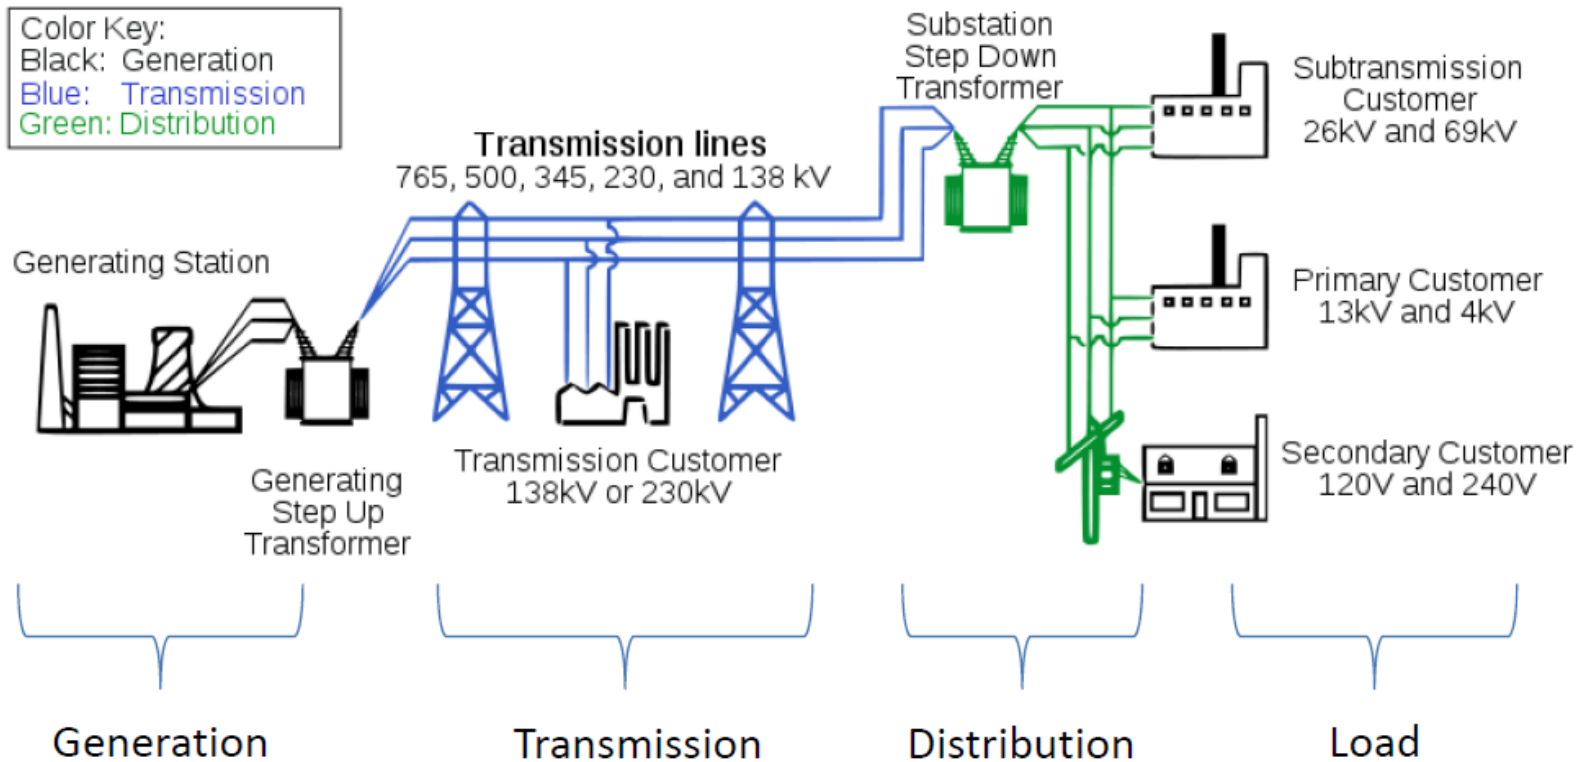 Color Key:
Black: Generation
Blue: Transmission
Green: Distribution
Substation
Step Down
Transformer
Subtransmission
Customer
26kV and 69kV
Transmission lines
765, 500, 345, 230, and 138 kV
Generating Station
Primary Customer
13kV and 4kV
Transmission Customer
138kV or 230kV
Secondary Customer
120V and 240V
Generating
Step Up
Transformer
Generation
Transmission
Distribution
Load